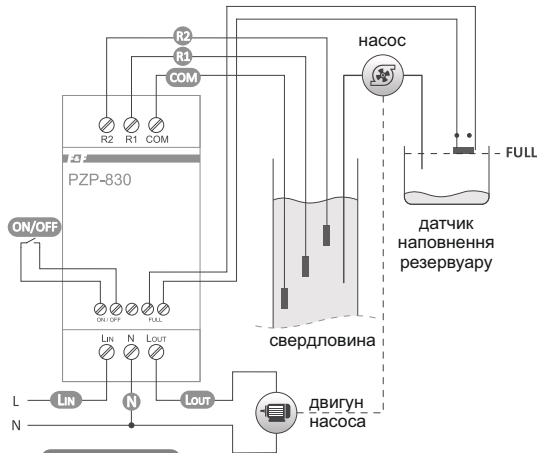 R2
R1
COM
насос
R2 R1 COM
F&F
PZP-830
FULL
ON/OFF
датчик
наповнення
резервуару
ON / OFF FULL
LIN N LOUT
свердловина
L LIN N LOUT
двигун
насоса
N